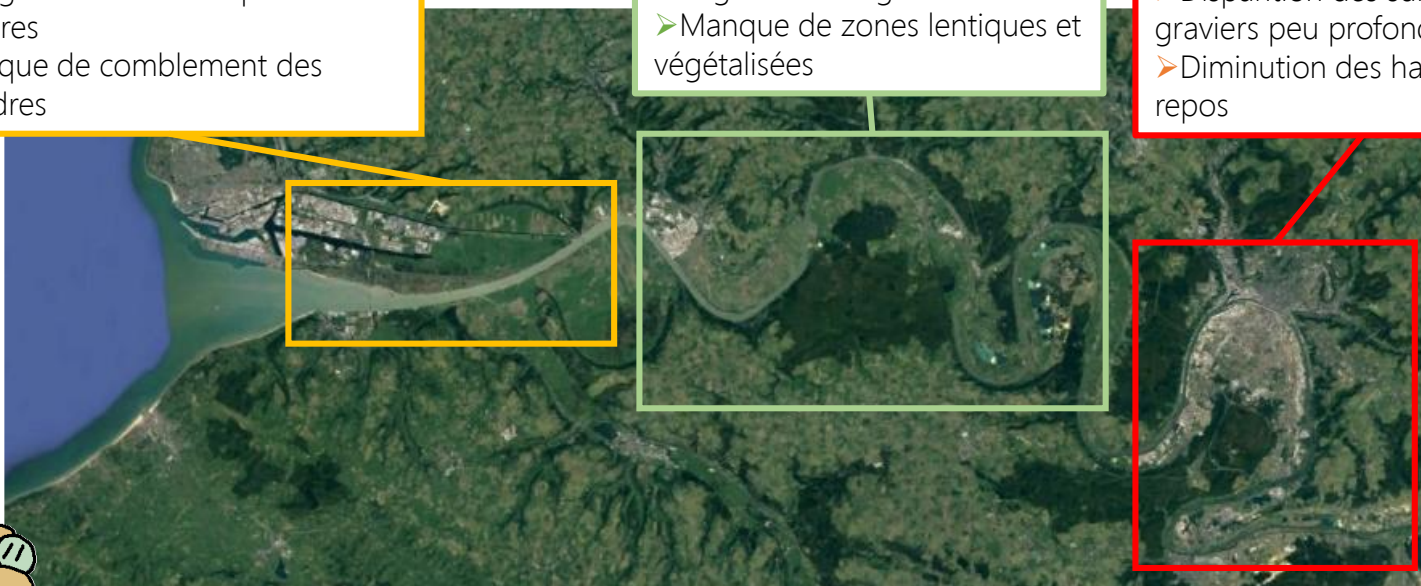 res
que de comblement des
dres
➢Manque de zones lentiques et
végétalisées
graviers peu profond
➢Diminution des ha
repos